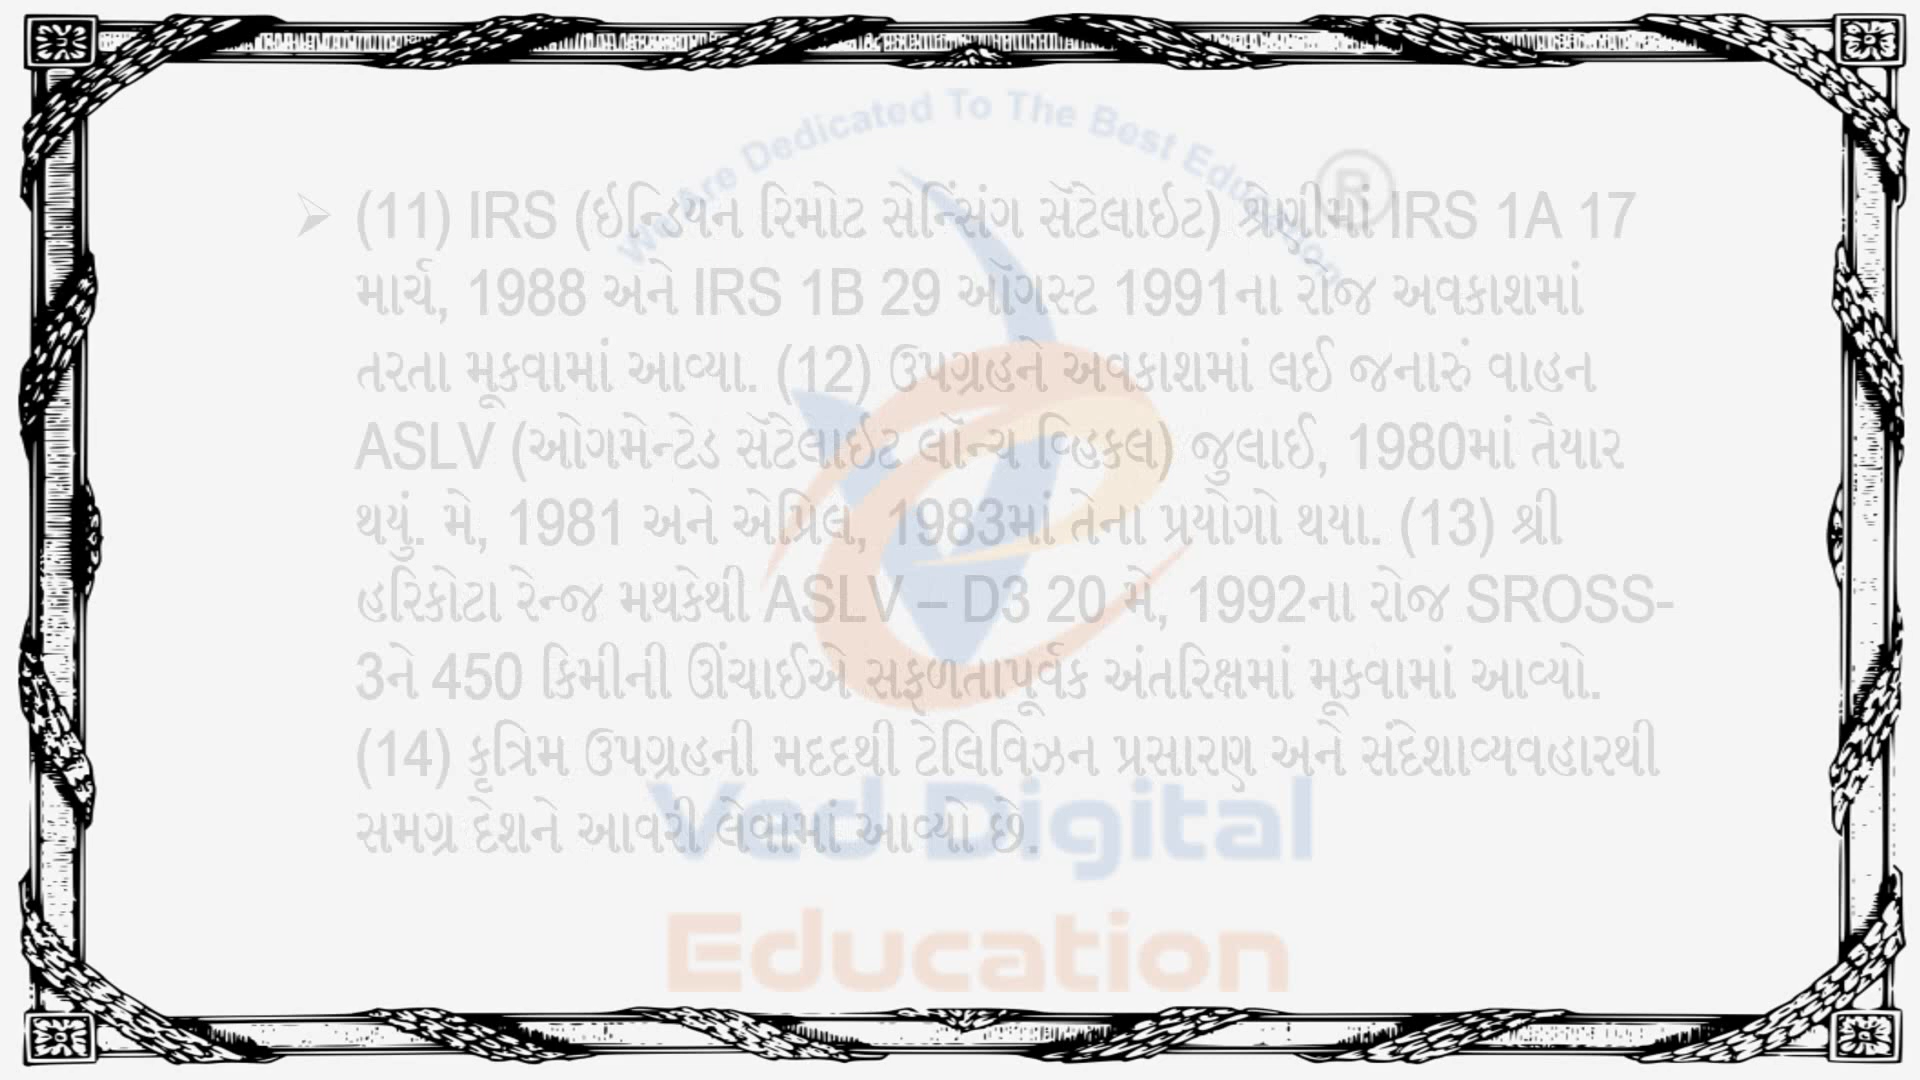 We Are Dedicated To The Best Education
®
➢ (11) IRS (ઈન્ડિયન રિમોટ સેન્સિંગ સૅટેલાઈટ) શ્રેણીમાં IRS 1A 17
માર્ચ, 1988 અને IRS 1B 29 ઑગસ્ટ 1991ના રોજ અવકાશમાં
તરતા મૂકવામાં આવ્યા. (12) ઉપગ્રહને અવકાશમાં લઈ જનારું વાહન
ASLV (ઓગમેન્ટેડ સૅટેલાઈટ લૉન્ચ વ્હિકલ) જુલાઈ, 1980માં તૈયાર
થયું. મે, 1981 અને એપ્રિલ, 1983માં તેના પ્રયોગો થયા. (13) શ્રી
હરિકોટા રેન્જ મથકેથી ASLV – D3 20 મે, 1992ના રોજ SROSS-
3ને 450 કિમીની ઊંચાઈએ સફળતાપૂર્વક અંતરિક્ષમાં મૂકવામાં આવ્યો.
(14) કૃત્રિમ ઉપગ્રહની મદદથી ટેલિવિઝન પ્રસારણ અને સંદેશાવ્યવહારથી
સમગ્ર દેશને આવરી લેવામાં આવ્યો છે.
Ved Digital
Education